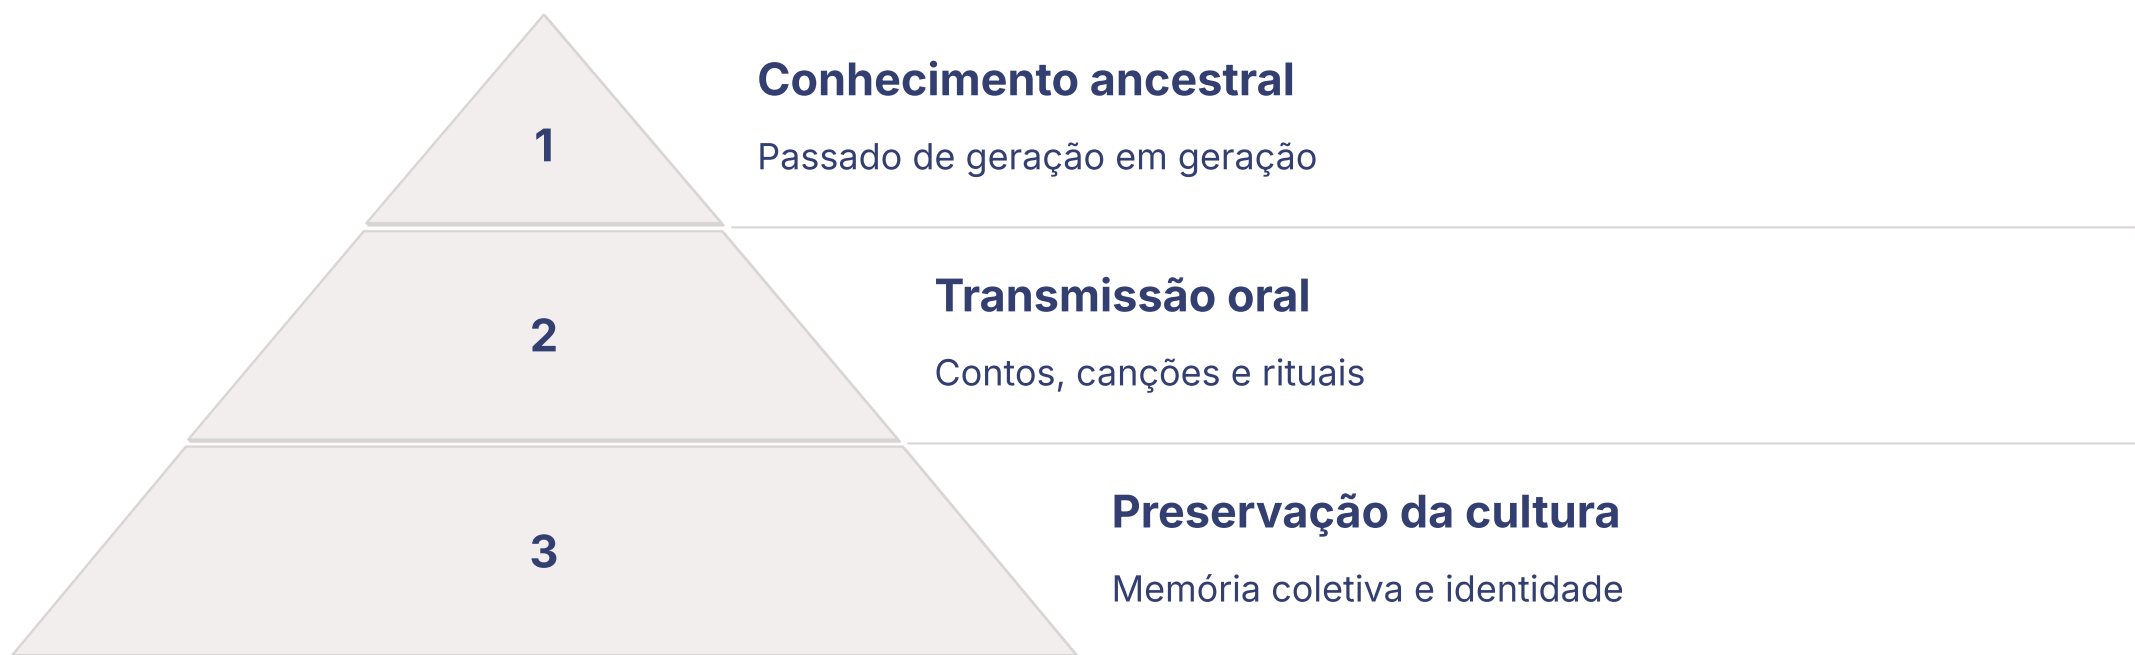 1
Conhecimento ancestral
Passado de geração em geração
2
Transmissão oral
Contos, canções e rituais
3
Preservação da cultura
Memória coletiva e identidade